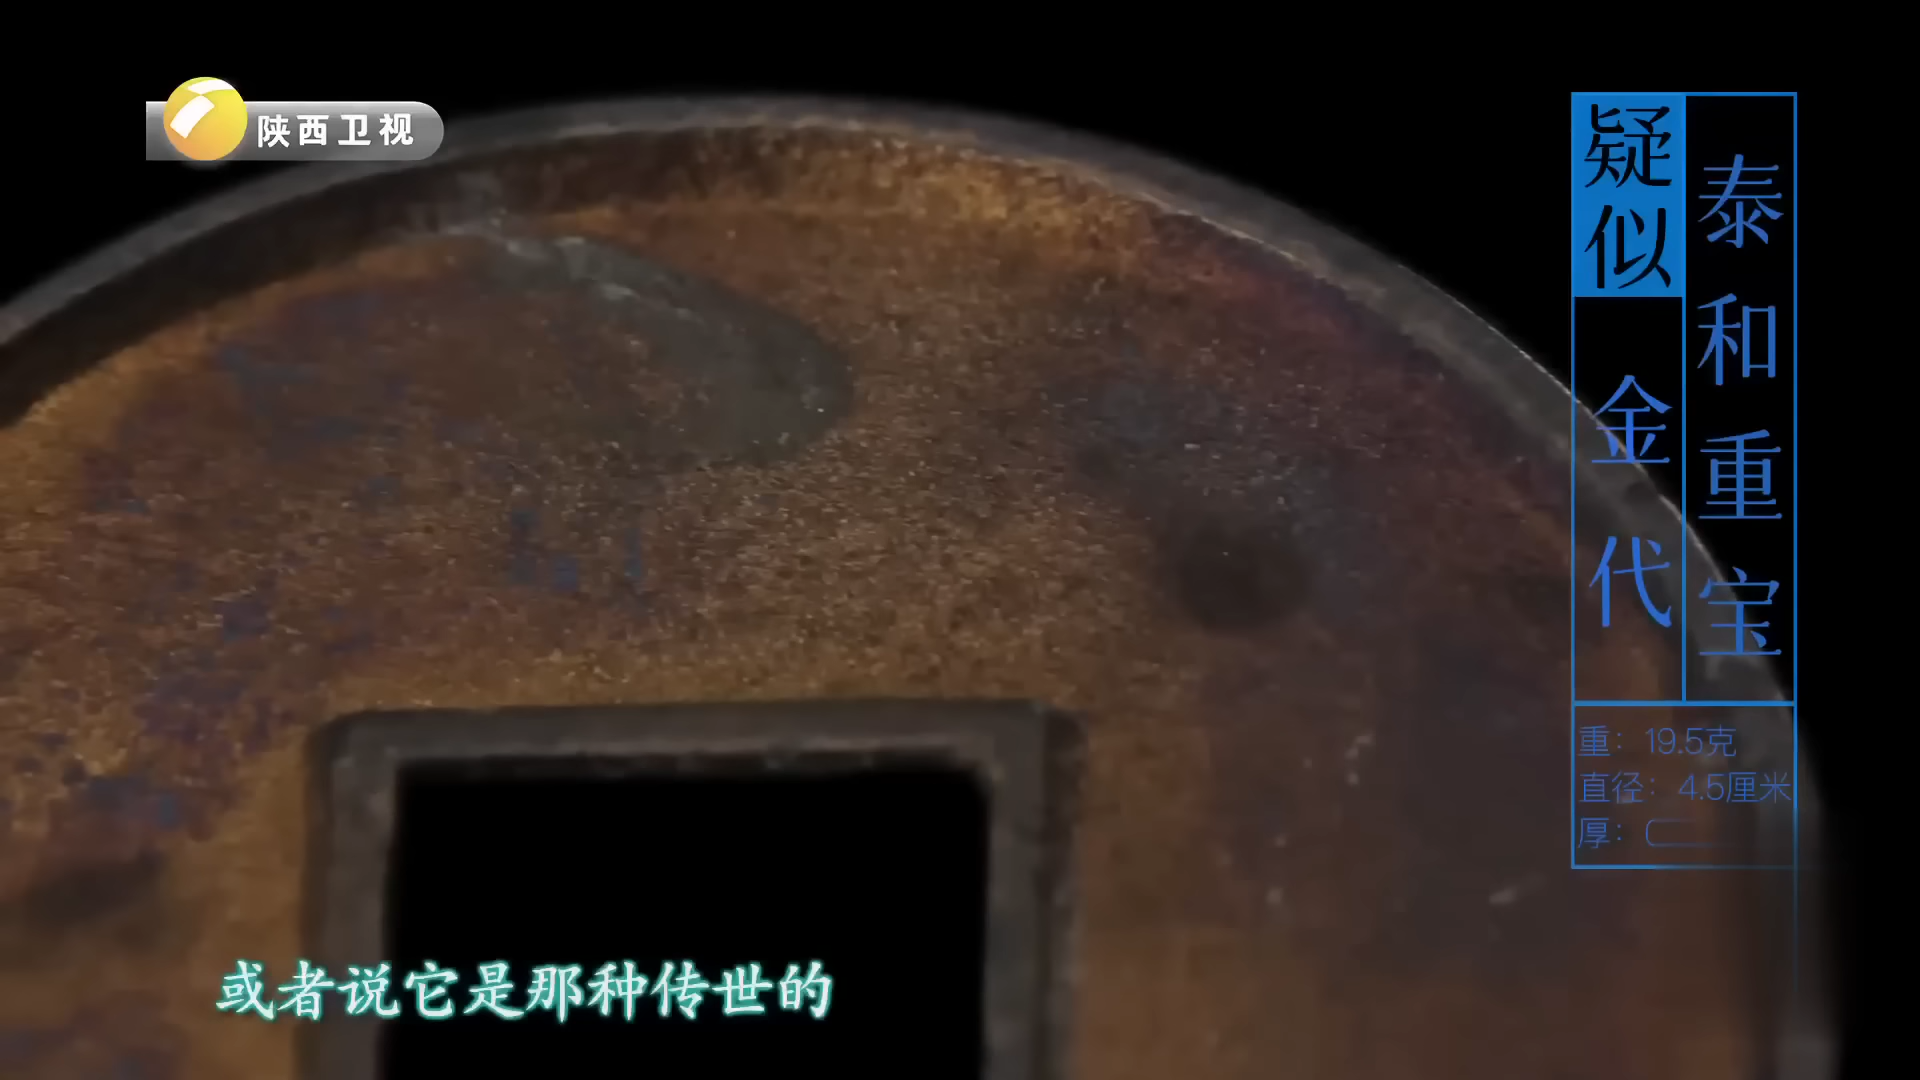 陕西卫视
疑似
金代
泰和重宝
重：19.5克
直径：4.5厘米
厚：
或者说它是那种传世的